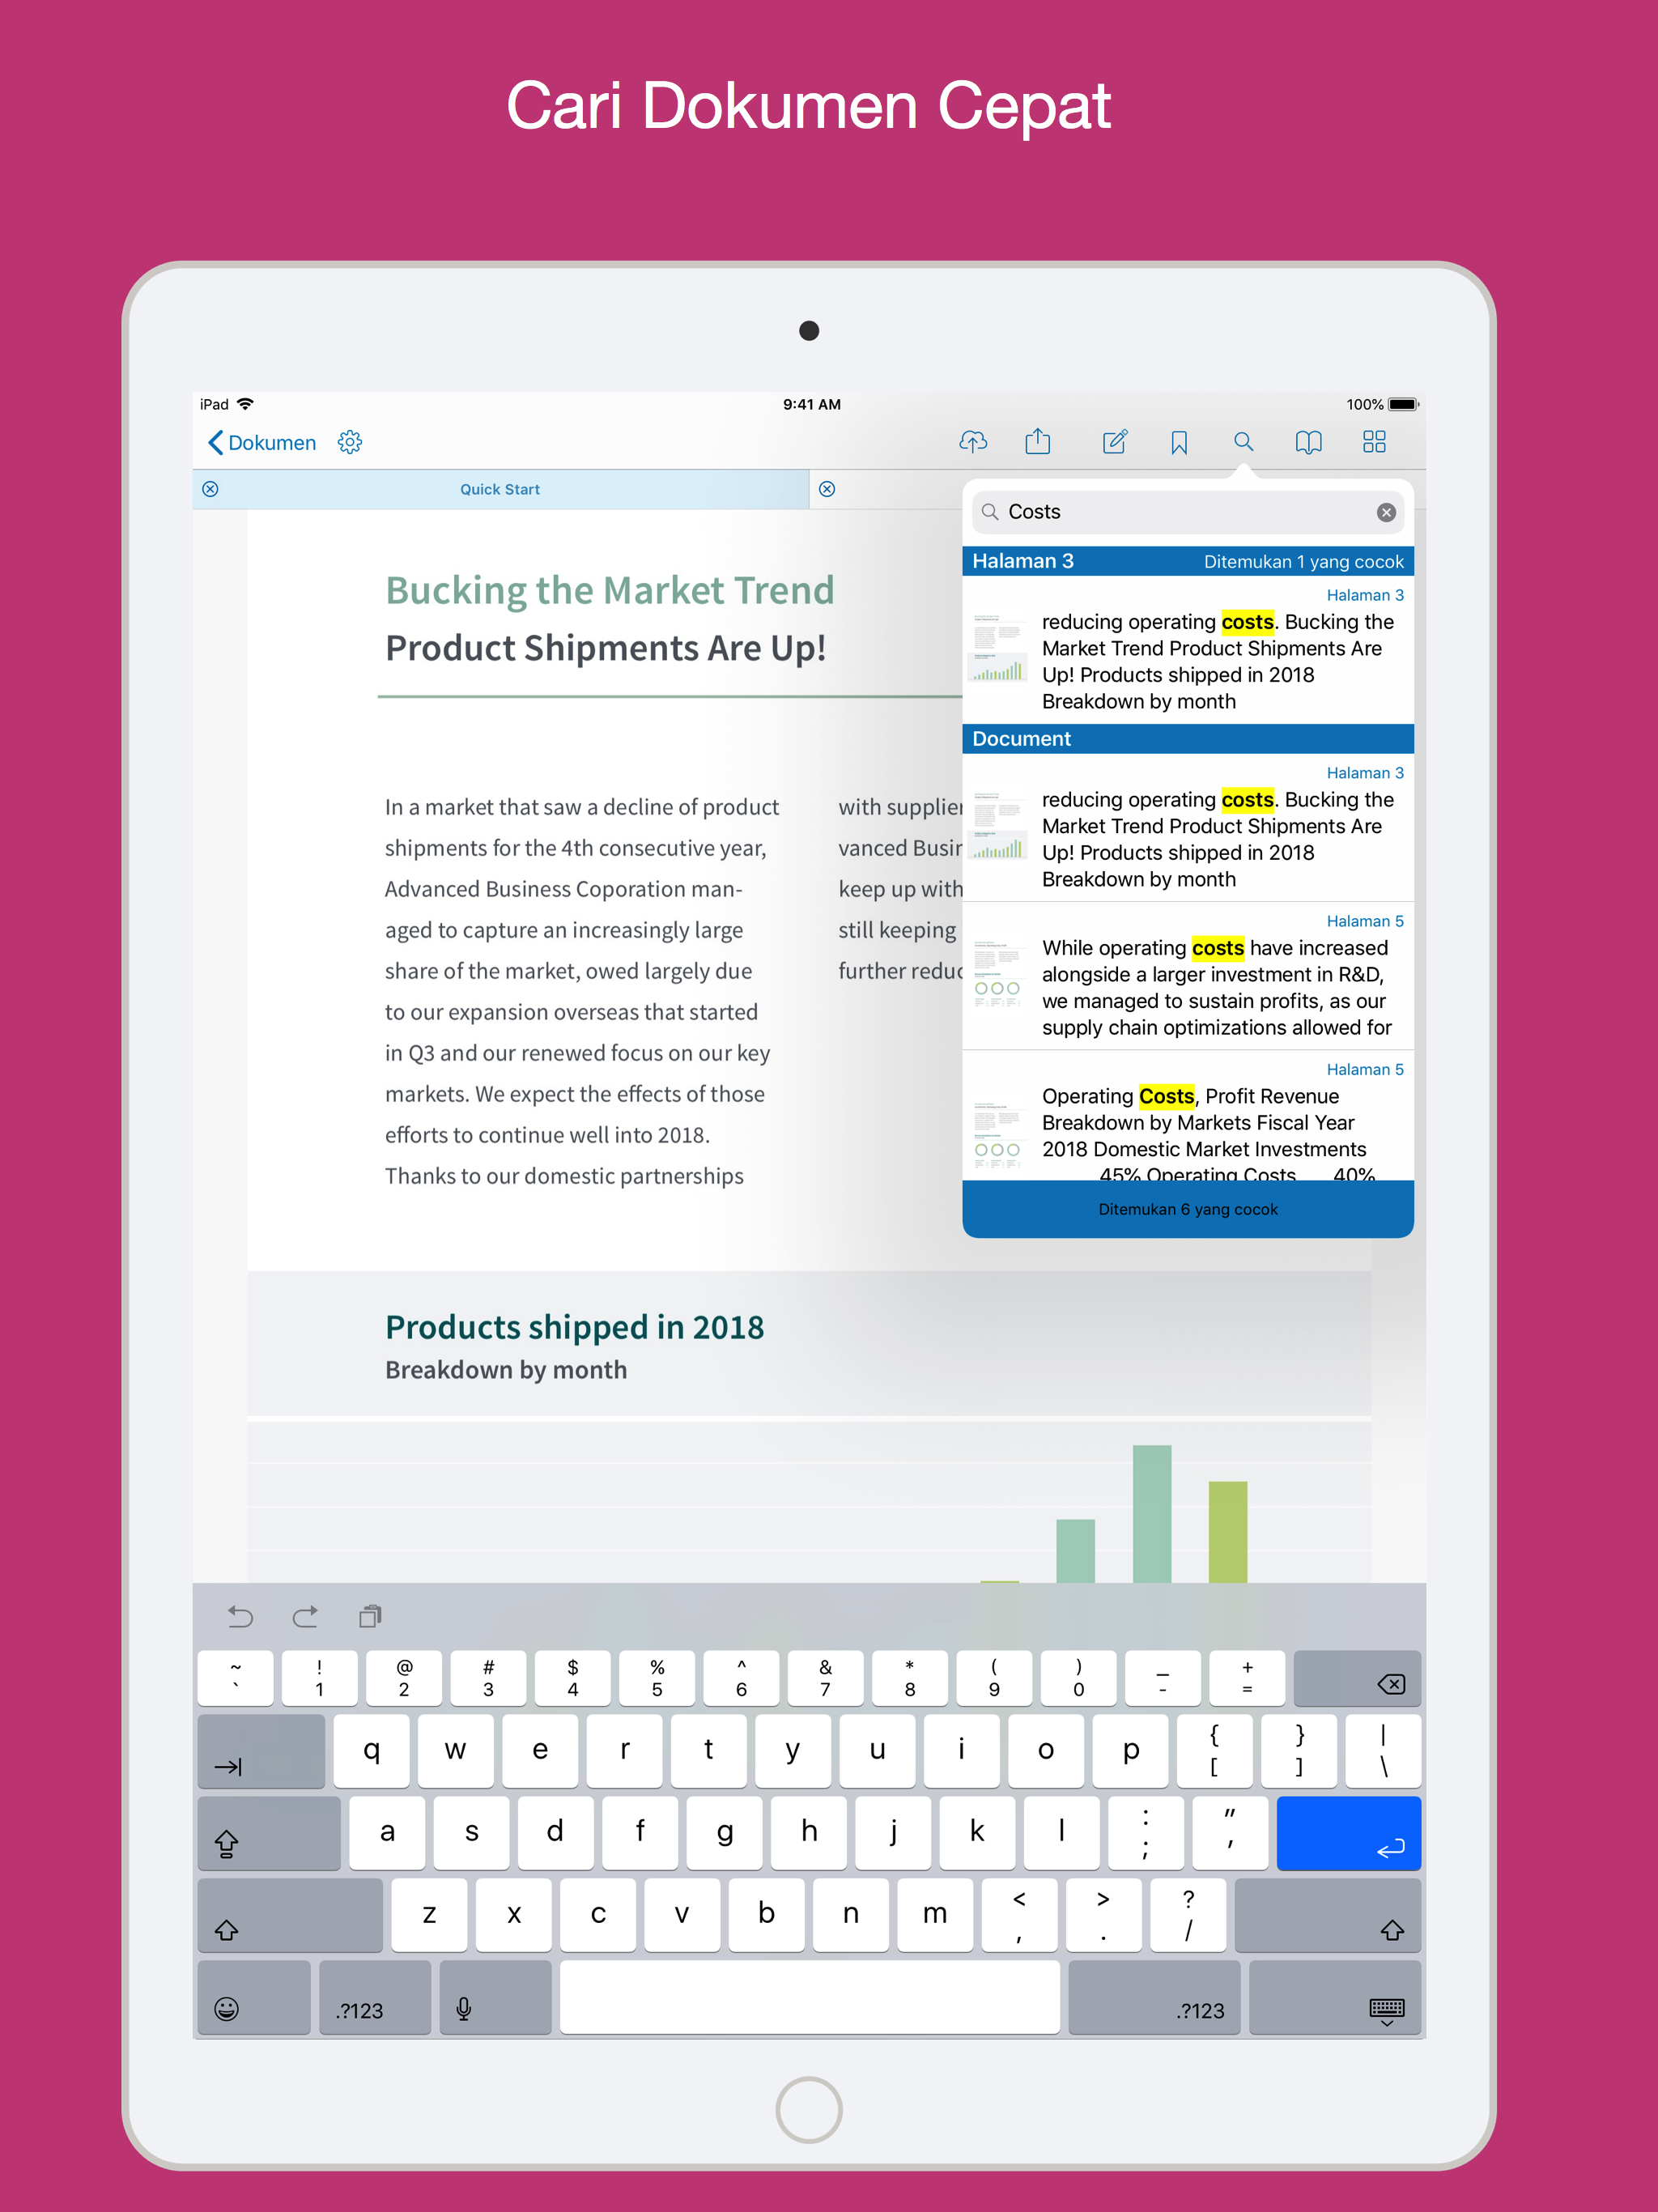 Cari Dokumen Cepat
iPad
9:41 AM
100%
Dokumen
Quick Start
Costs
Halaman 3 Ditemukan 1 yang cocok
Halaman 3
reducing operating costs. Bucking the
Market Trend Product Shipments Are
Up! Products shipped in 2018
Breakdown by month
Document
Halaman 3
reducing operating costs. Bucking the
Market Trend Product Shipments Are
Up! Products shipped in 2018
Breakdown by month
Halaman 5
While operating costs have increased
alongside a larger investment in R&D,
we managed to sustain profits, as our
supply chain optimizations allowed for
Halaman 5
Operating Costs, Profit Revenue
Breakdown by Markets Fiscal Year
2018 Domestic Market Investments
45% Operating Costs 40%
Ditemukan 6 yang cocok
Bucking the Market Trend
Product Shipments Are Up!
In a market that saw a decline of product
shipments for the 4th consecutive year,
Advanced Business Coporation man-
aged to capture an increasingly large
share of the market, owed largely due
to our expansion overseas that started
in Q3 and our renewed focus on our key
markets. We expect the effects of those
efforts to continue well into 2018.
Thanks to our domestic partnerships
with supplier
vanced Busin
keep up with
still keeping
further reduc
Products shipped in 2018
Breakdown by month
~ ! @ # $ % ^ & * ( ) _ +
` 1 2 3 4 5 6 7 8 9 0 - =
q w e r t y u i o p { } |
[ ] \
a s d f g h j k l : "
; '
z x c v b n m < > ?
, . /
.?123 .?123